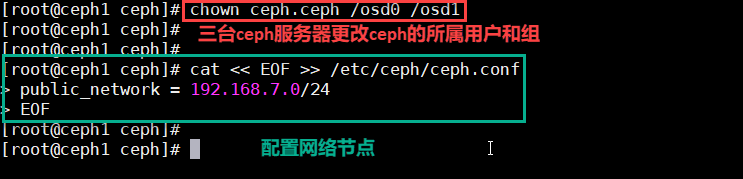 [root@ceph1 ceph]# chown ceph.ceph /osd0 /osd1
[root@ceph1 ceph]#
三台ceph服务器更改ceph的所属用户和组
[root@ceph1 ceph]#
[root@ceph1 ceph]# cat << EOF >> /etc/ceph/ceph.conf
> public_network = 192.168.7.0/24
> EOF
[root@ceph1 ceph]#
[root@ceph1 ceph]#
配置网络节点